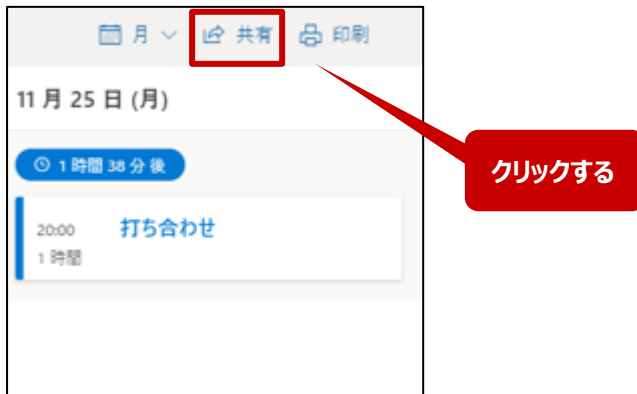 月 共有 印刷
11 月 25 日 (月)
1 時間 38 分後
クリックする
20:00 打ち合わせ
1 時間